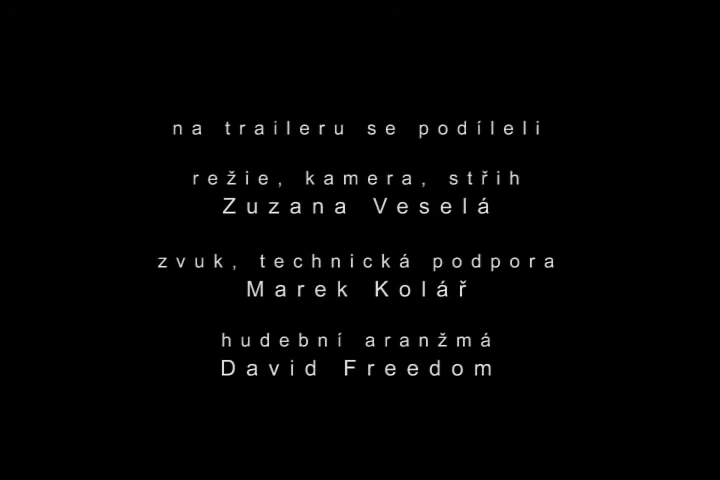 na traileru se podíleli
režie, kamera, střih
Zuzana Veselá
zvuk, technická podpora
Marek Kolář
hudební aranžmá
David Freedom